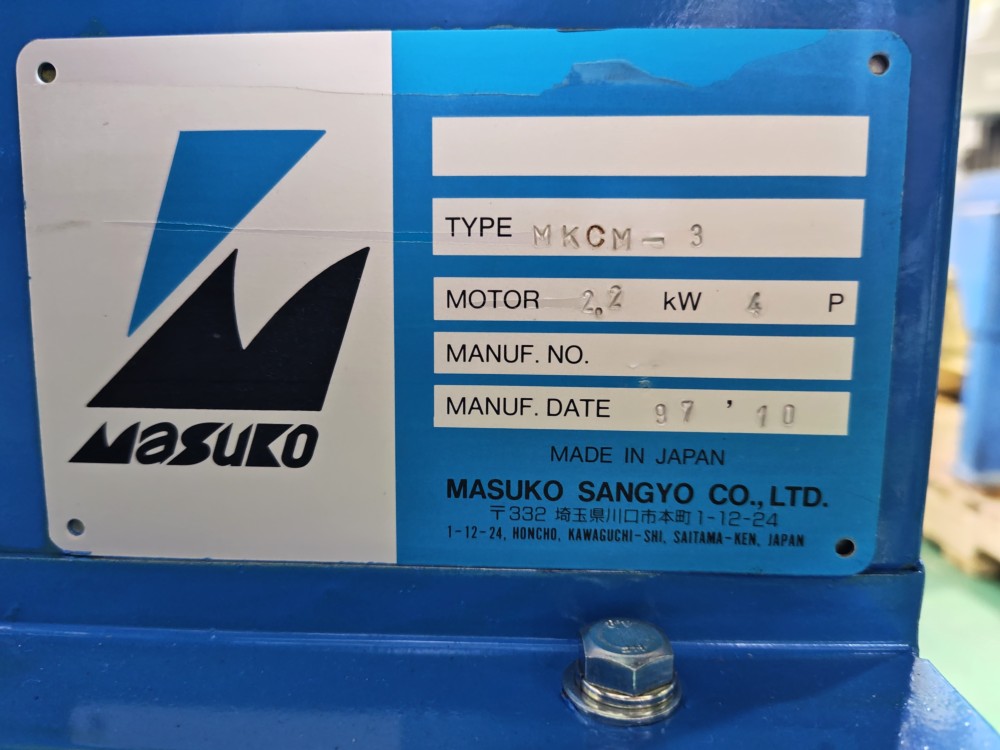 MASUKO
TYPE MKCM-3
MOTOR 2.2 kW 4 P
MANUF. NO.
MANUF. DATE 97 '10
MADE IN JAPAN
MASUKO SANGYO CO., LTD.
〒332 埼玉県川口市本町1-12-24
1-12-24, HONCHO, KAWAGUCHI-SHI, SAITAMA-KEN, JAPAN